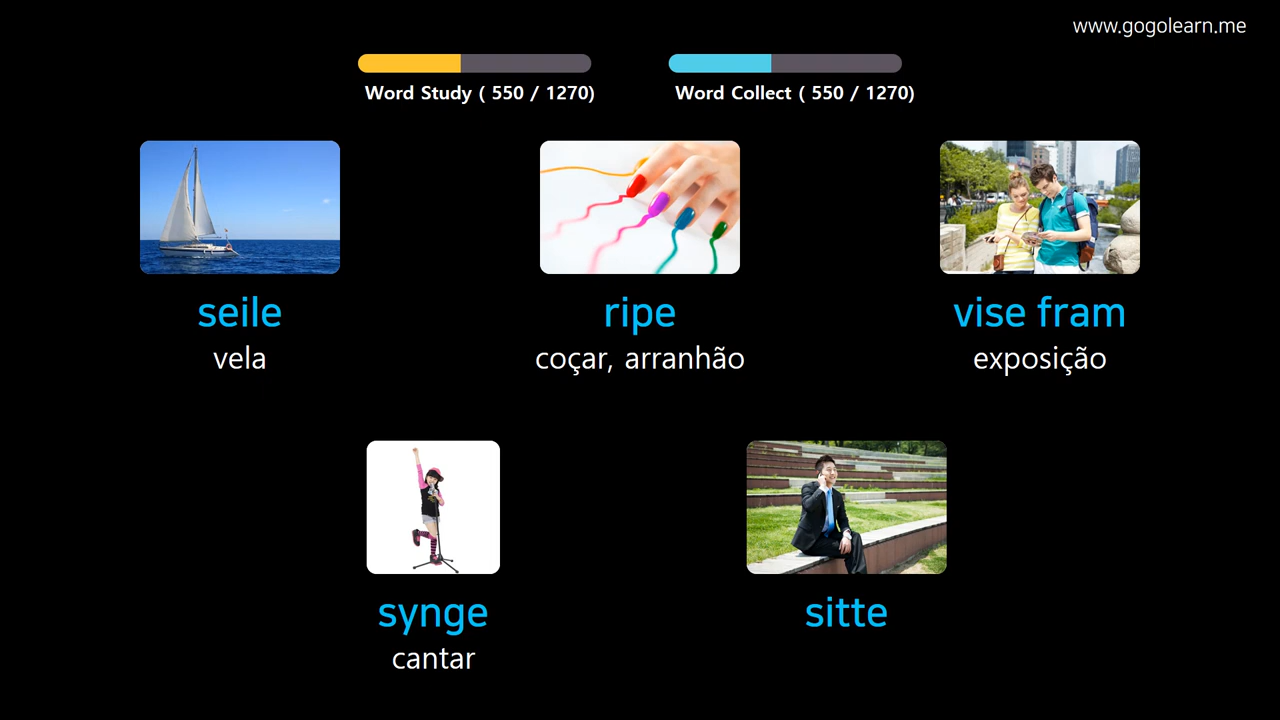 www.gogolearn.me
Word Study ( 550 / 1270)
Word Collect ( 550 / 1270)
seile
vela
ripe
coçar, arranhão
vise fram
exposição
synge
cantar
sitte